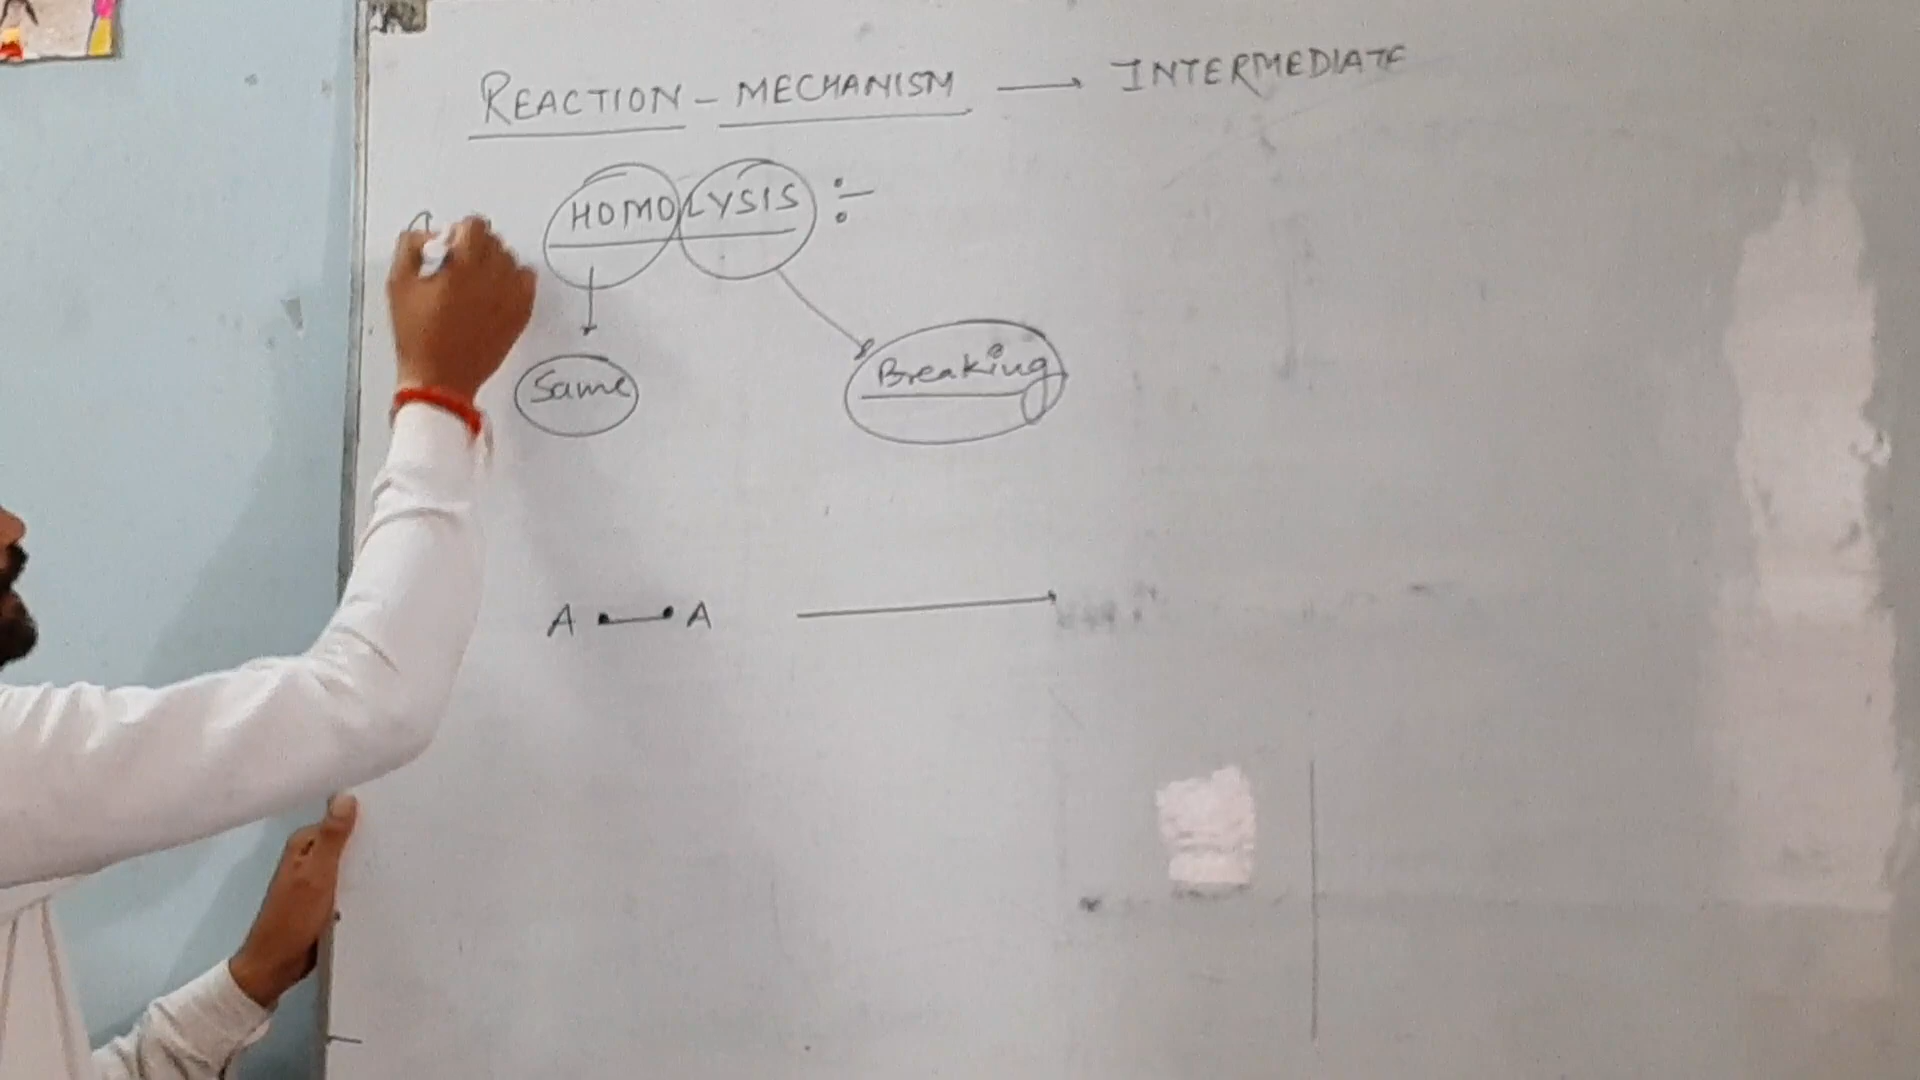 REACTION - MECHANISM → INTERMEDIATE
HOMOLYSIS :-
Same Breaking
A •—• A →